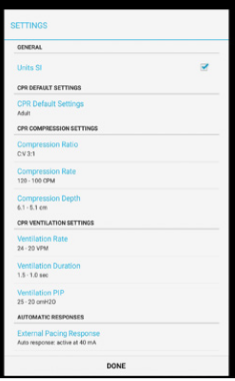 SETTINGS
GENERAL
Units SI
CPR DEFAULT SETTINGS
CPR Default Settings
Adult
CPR COMPRESSION SETTINGS
Compression Ratio
C:V 3:1
Compression Rate
120 - 100 CPM
Compression Depth
6.1 - 5.1 cm
CPR VENTILATION SETTINGS
Ventilation Rate
24 - 20 VPM
Ventilation Duration
1.5 - 1.0 sec
Ventilation PIP
25 - 20 cmH2O
AUTOMATIC RESPONSES
External Pacing Response
Auto response: active at 40 mA
DONE